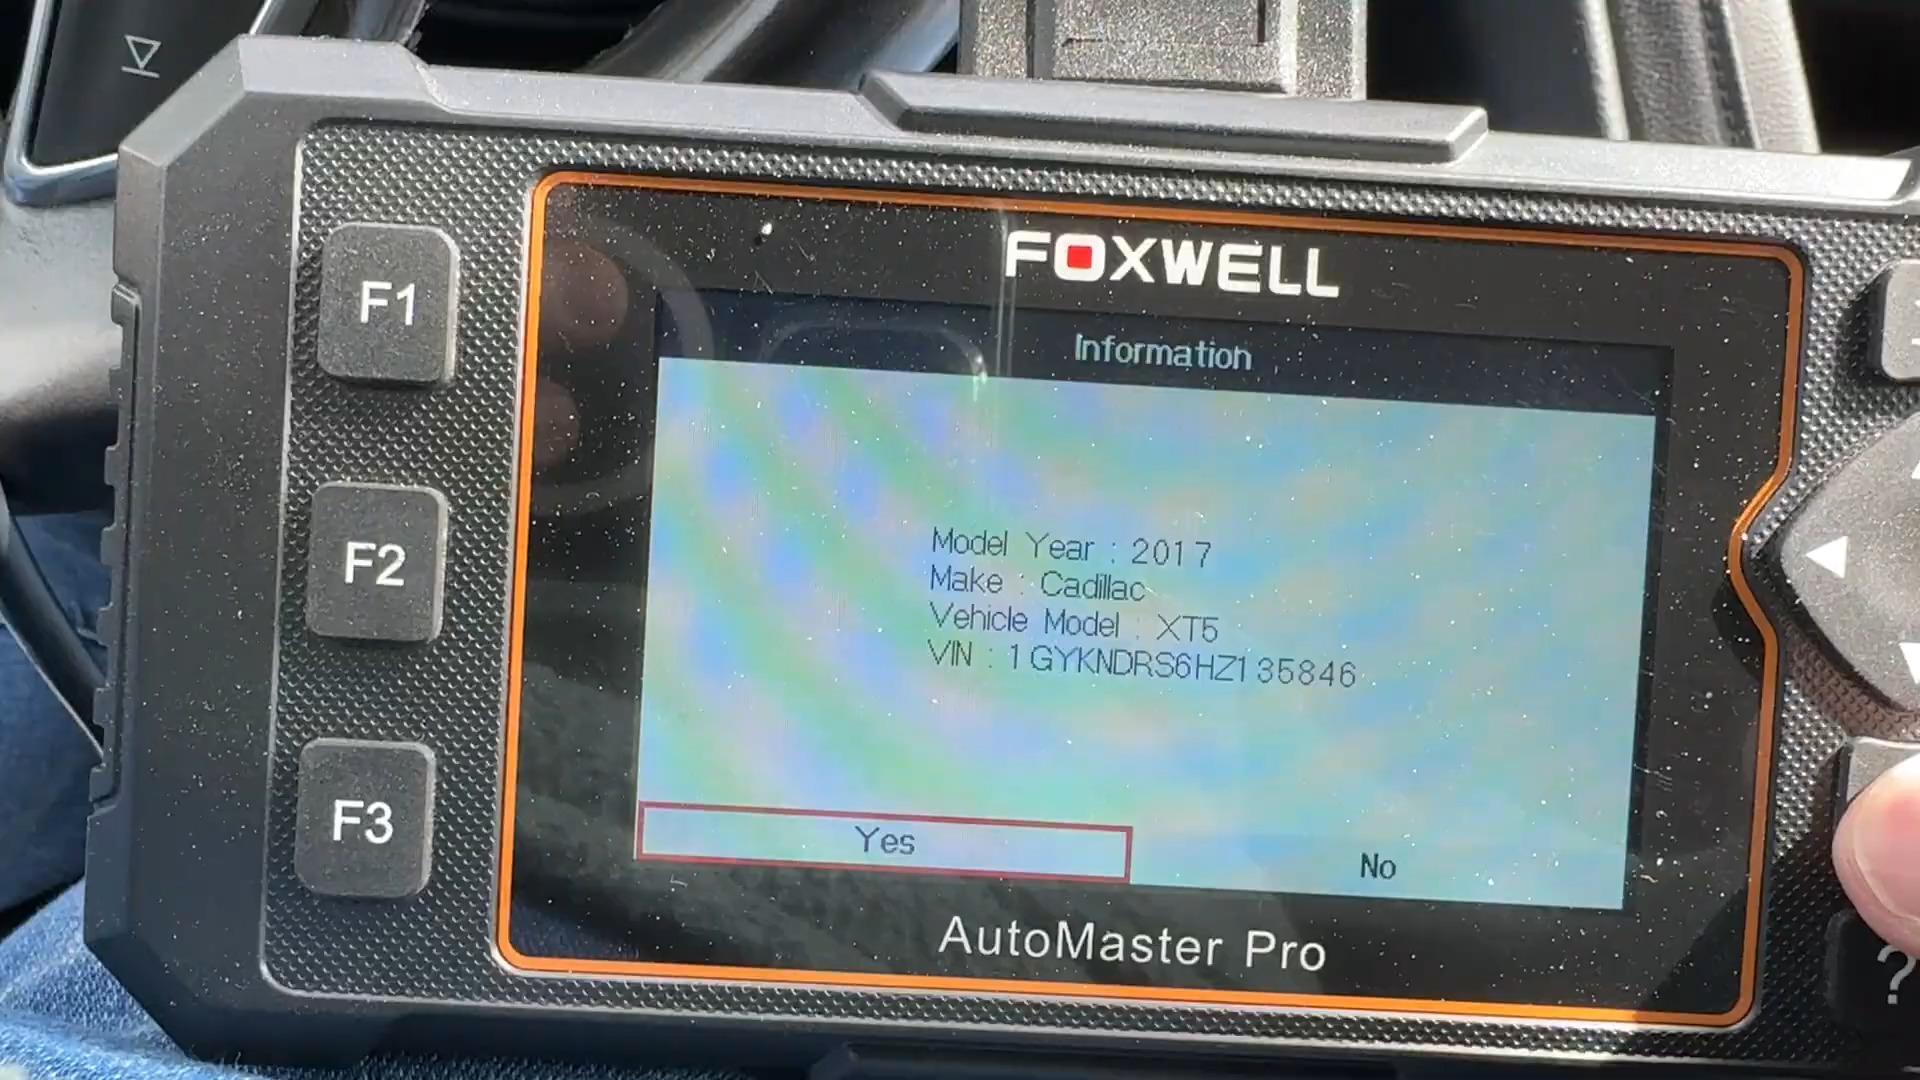 FOXWELL
Information
F1
Model Year : 2017
Make : Cadillac
F2
Vehicle Model : XT5
VIN : 1GYKNDRS6HZ135846
F3
Yes
No
AutoMaster Pro
?